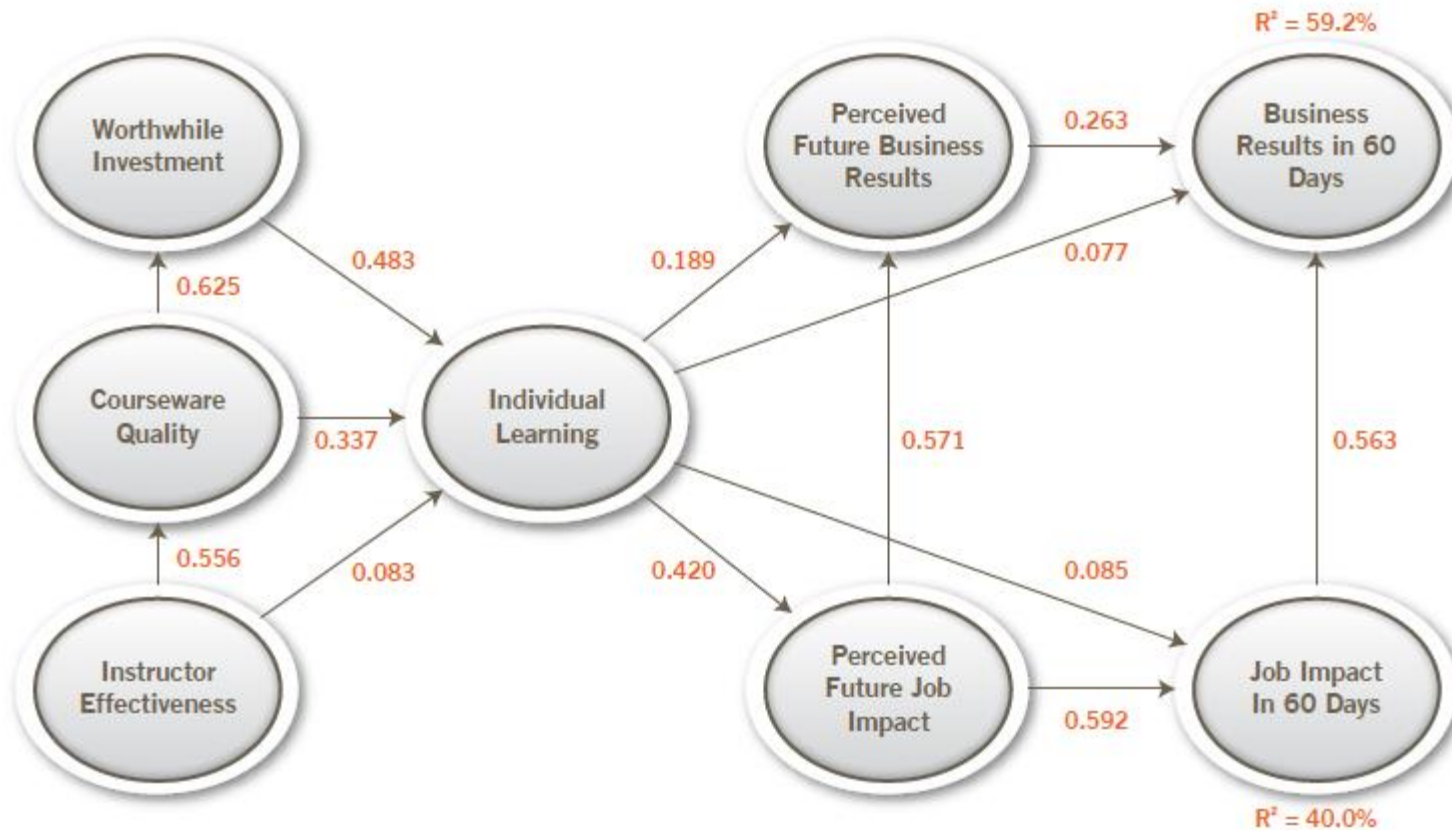 R² = 59.2%
Worthwhile
Investment
Perceived
Future Business
Results
0.263
Business
Results in 60
Days
0.483
0.189
0.077
0.625
Courseware
Quality
0.337
Individual
Learning
0.571
0.563
0.556
0.083
0.420
0.085
Instructor
Effectiveness
Perceived
Future Job
Impact
0.592
Job Impact
In 60 Days
R² = 40.0%